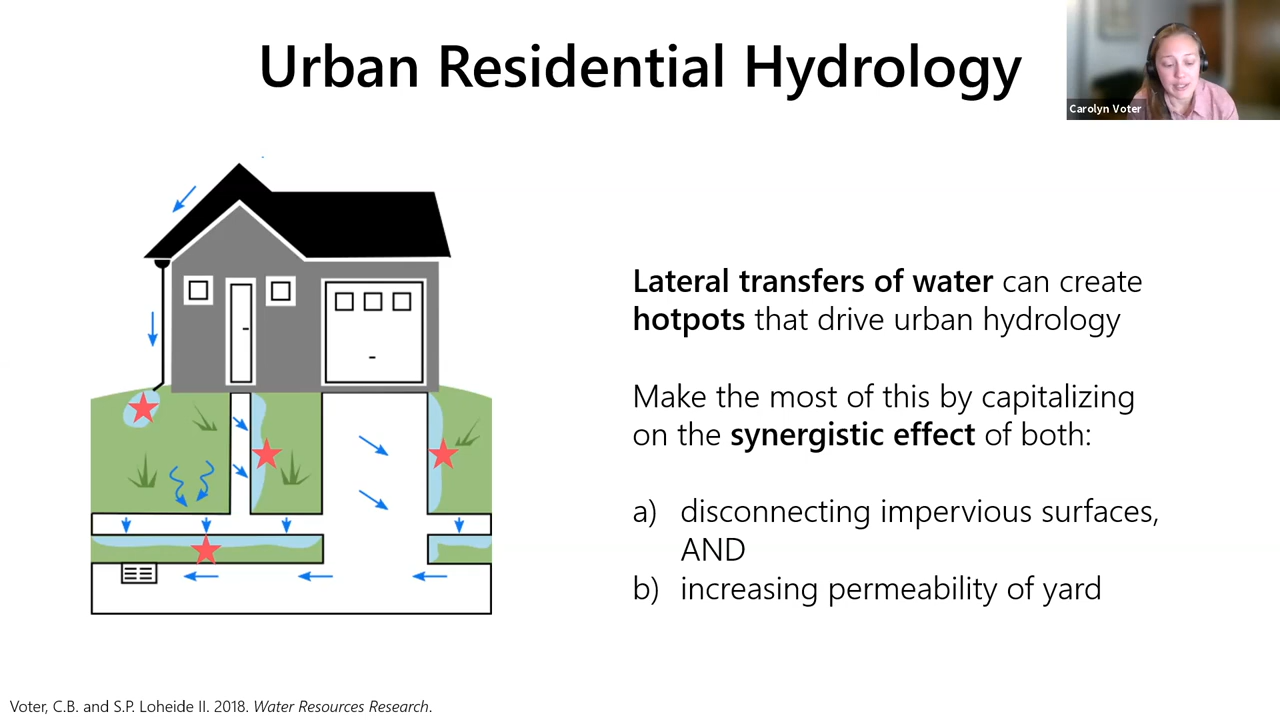 Urban Residential Hydrology
Carolyn Voter
Lateral transfers of water can create
hotpots that drive urban hydrology
Make the most of this by capitalizing
on the synergistic effect of both:
a) disconnecting impervious surfaces,
AND
b) increasing permeability of yard
Voter, C.B. and S.P. Loheide II. 2018. Water Resources Research.